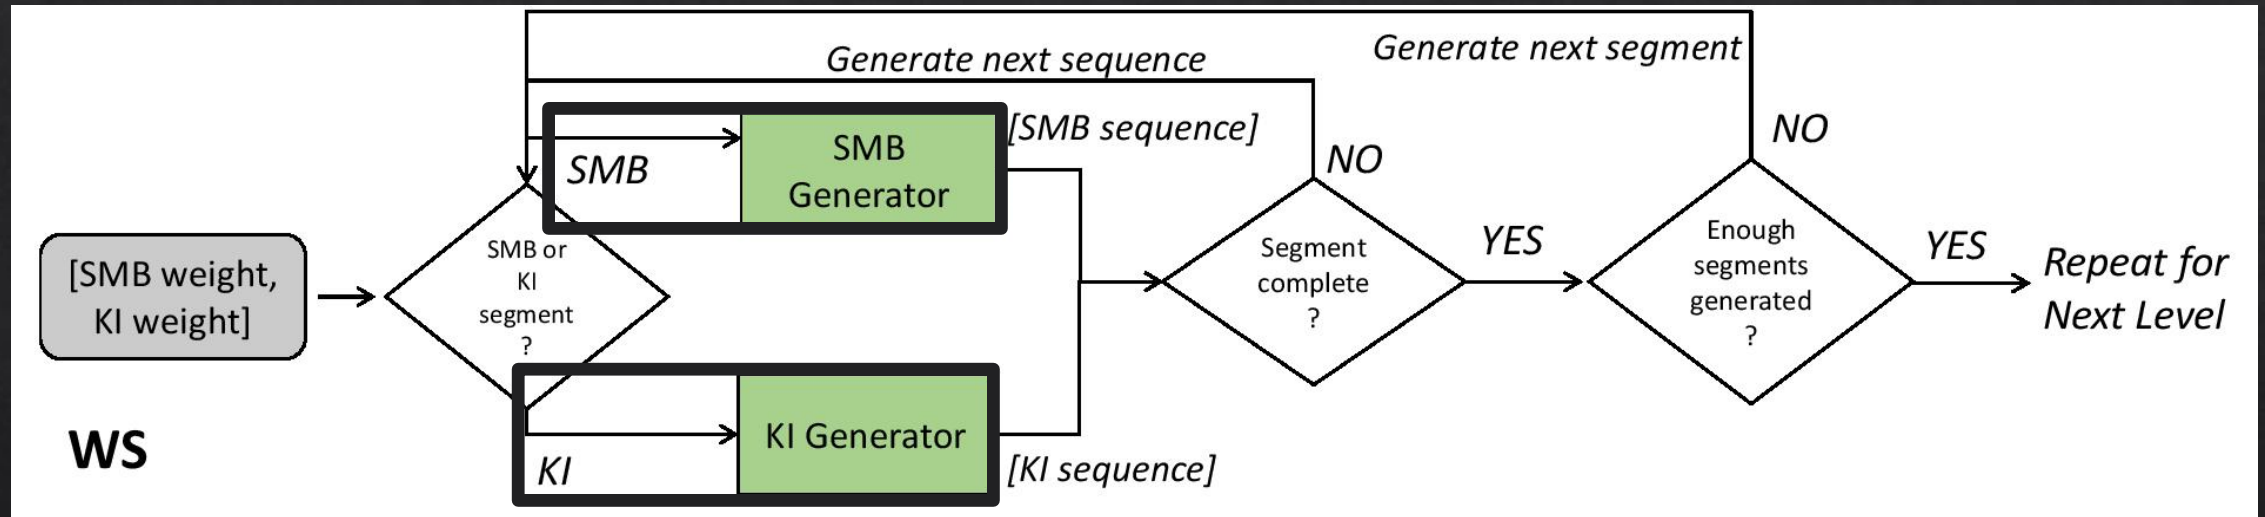 Generate next segment
Generate next sequence
[SMB sequence]
NO
NO
SMB
SMB
Generator
[SMB weight,
KI weight]
SMB or
KI
segment
?
Segment
complete
?
YES
Enough
segments
generated
?
YES
Repeat for
Next Level
WS
KI
KI Generator
[KI sequence]